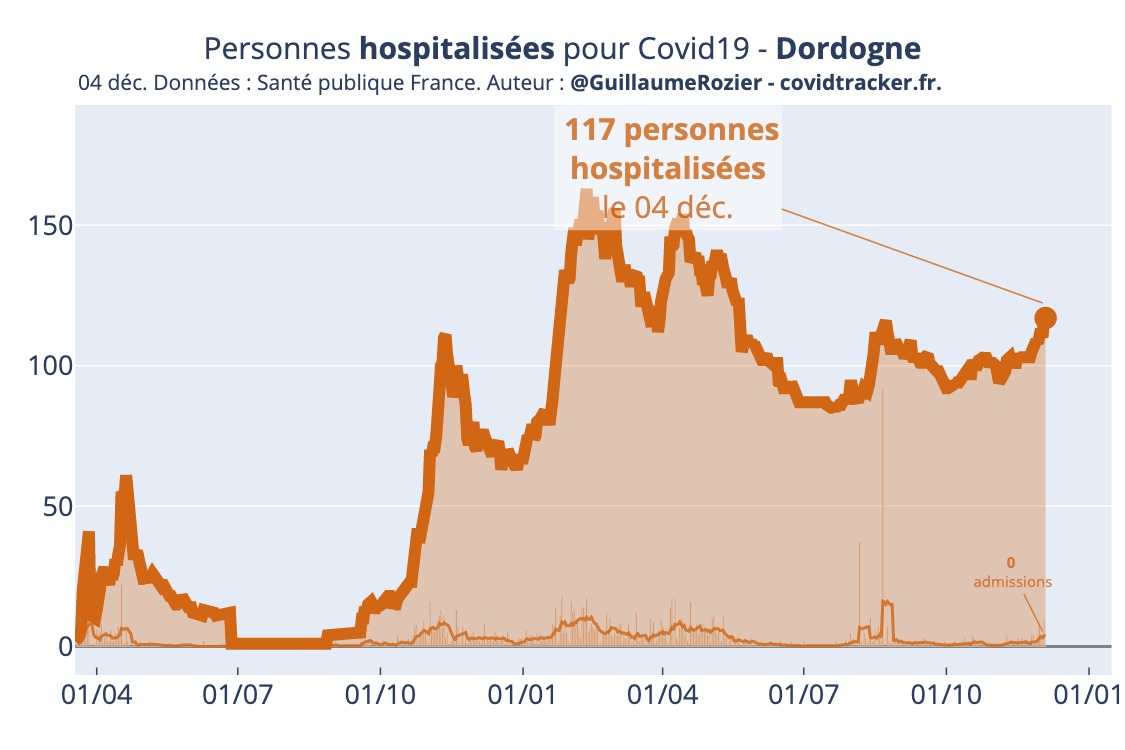 Personnes hospitalisées pour Covid19 - Dordogne
04 déc. Données : Santé publique France. Auteur : @GuillaumeRozier - covidtracker.fr.
117 personnes
hospitalisées
le 04 déc.
150
100
50
0
0
admissions
01/04 01/07 01/10 01/01 01/04 01/07 01/10 01/01